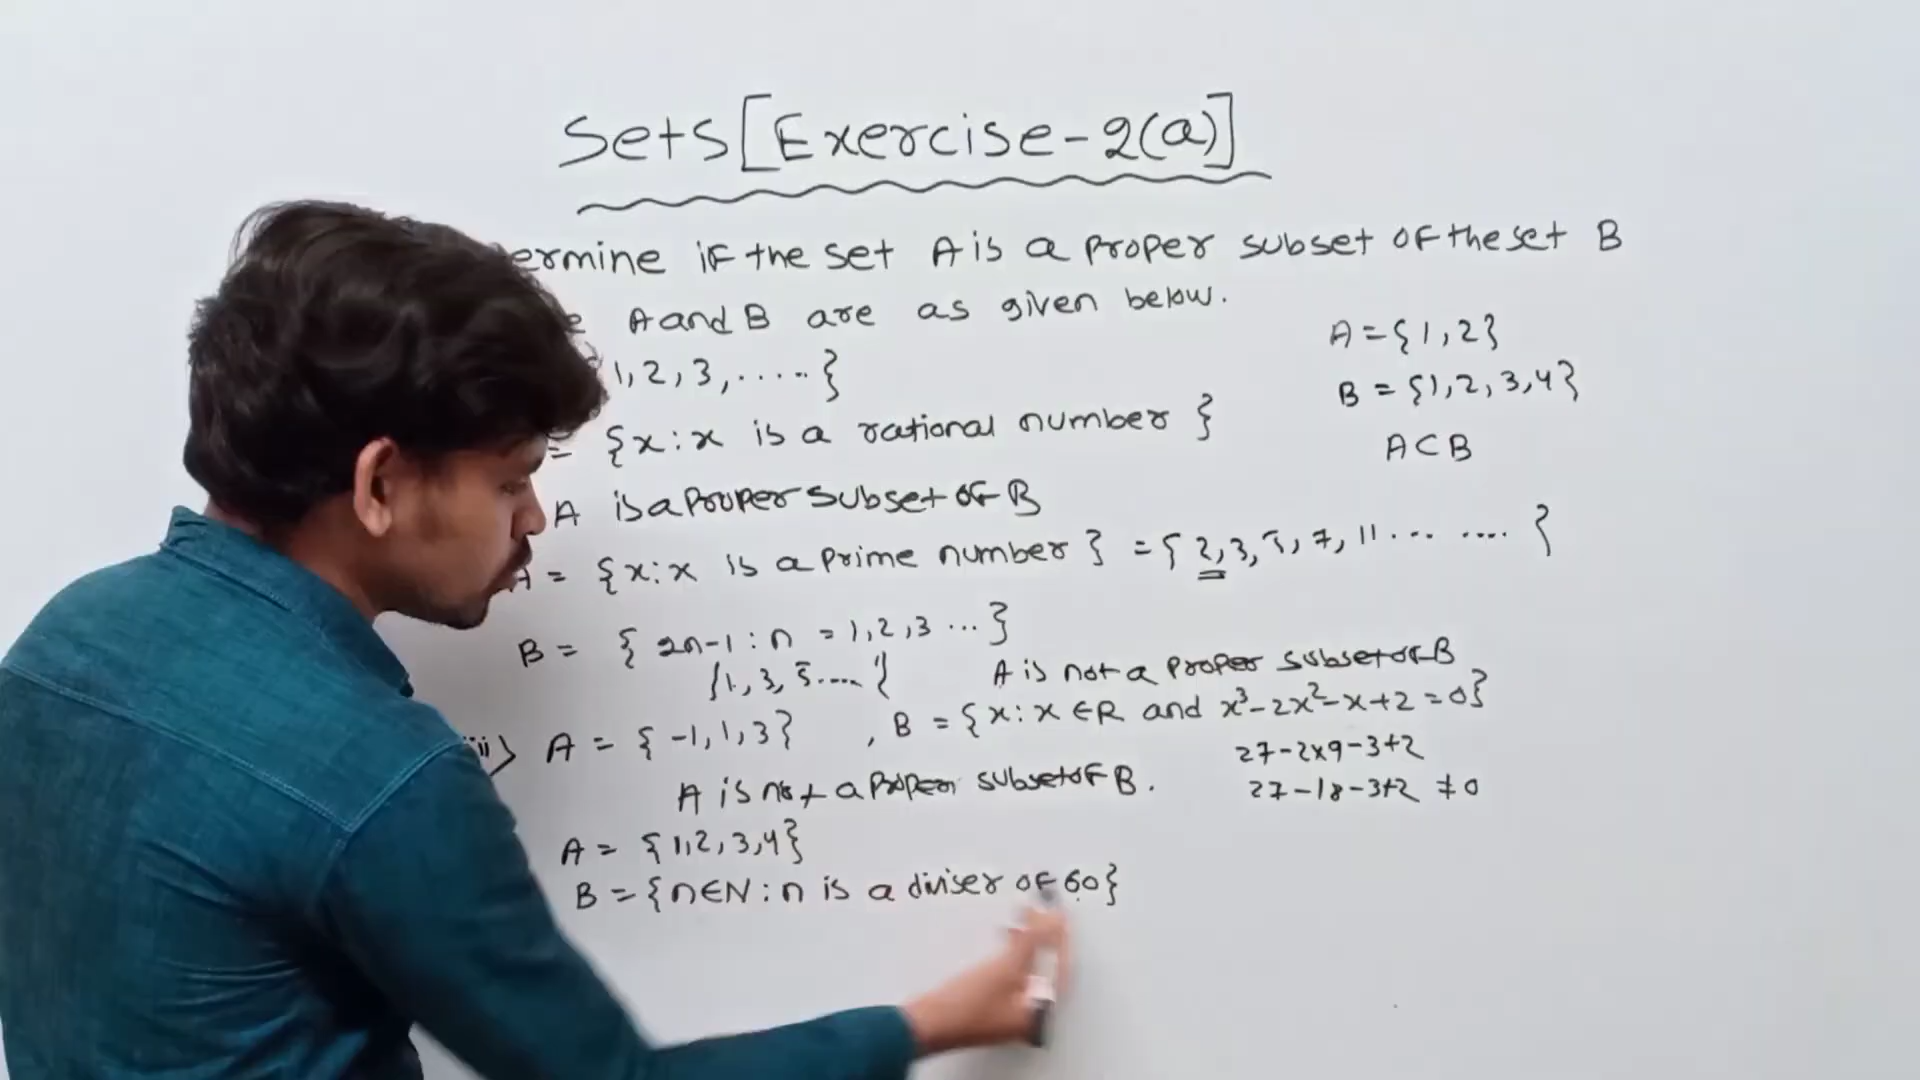 Sets [Exercise-2(a)]
ermine if the set A is a proper subset of the set B
A and B are as given below.
A = {1,2}
1, 2, 3, ..... }
B = {1, 2, 3, 4}
= {x : x is a rational number }
A ⊂ B
A is a proper subset of B
A = {x : x is a prime number } = { 2, 3, 5, 7, 11 ... .... }
B = { 2n-1 : n = 1, 2, 3 ... }
{1, 3, 5 .... } A is not a proper subset of B
iii) A = { -1, 1, 3 } , B = {x : x ∈ R and x³-2x²-x+2 = 0}
27-2x9-3+2
A is not a proper subset of B. 27-18-3+2 ≠ 0
A = {1,2, 3,4}
B = {n∈N : n is a diviser of 60}